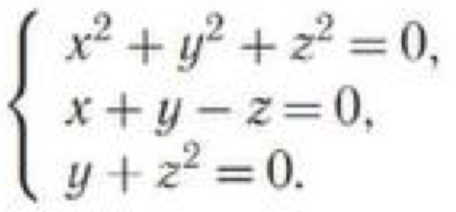 x² + y² + z² = 0,
x + y − z = 0,
y + z² = 0.